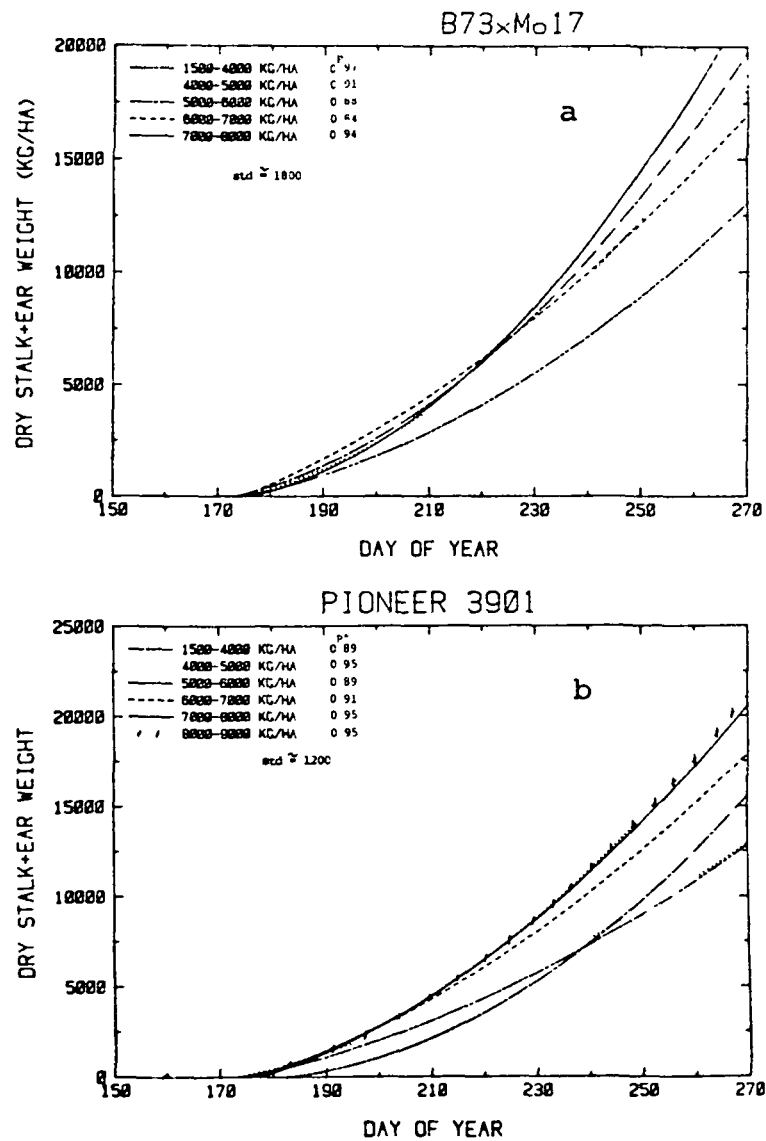 B73xMo17
20000
15000
10000
5000
0
DRY STALK+EAR WEIGHT (KG/HA)
1500-4000 KG/HA 0 97
4000-5000 KG/HA 0 91
5000-6000 KG/HA
6000-7000 KG/HA
7000-8000 KG/HA 0 94
std ≅ 1800
a
150 170 190 210 230 250 270
DAY OF YEAR
PIONEER 3901
25000
20000
15000
10000
5000
0
DRY STALK+EAR WEIGHT
1500-4000 KG/HA 0 89
4000-5000 KG/HA 0 95
5000-6000 KG/HA 0 89
6000-7000 KG/HA 0 91
7000-8000 KG/HA 0 95
8000-9000 KG/HA 0 95
std ≅ 1200
b
150 170 190 210 230 250 270
DAY OF YEAR